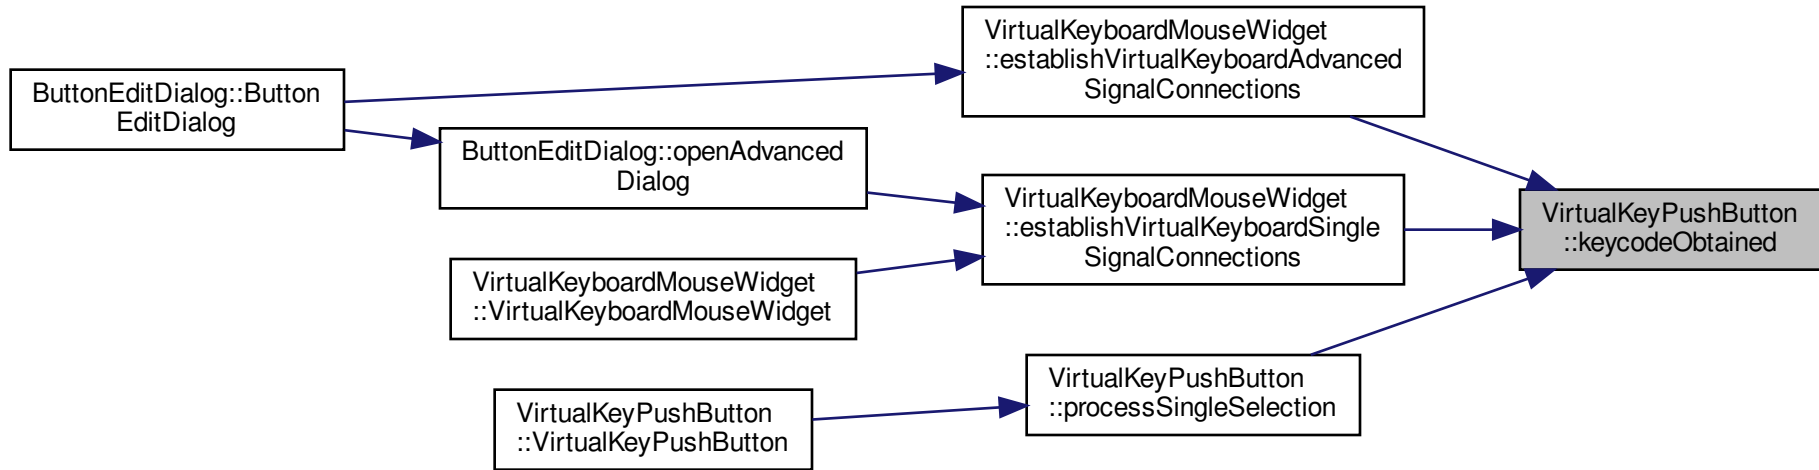 VirtualKeyboardMouseWidget
::establishVirtualKeyboardAdvanced
SignalConnections
ButtonEditDialog::Button
EditDialog
ButtonEditDialog::openAdvanced
Dialog
VirtualKeyboardMouseWidget
::establishVirtualKeyboardSingle
SignalConnections
VirtualKeyPushButton
::keycodeObtained
VirtualKeyboardMouseWidget
::VirtualKeyboardMouseWidget
VirtualKeyPushButton
::processSingleSelection
VirtualKeyPushButton
::VirtualKeyPushButton